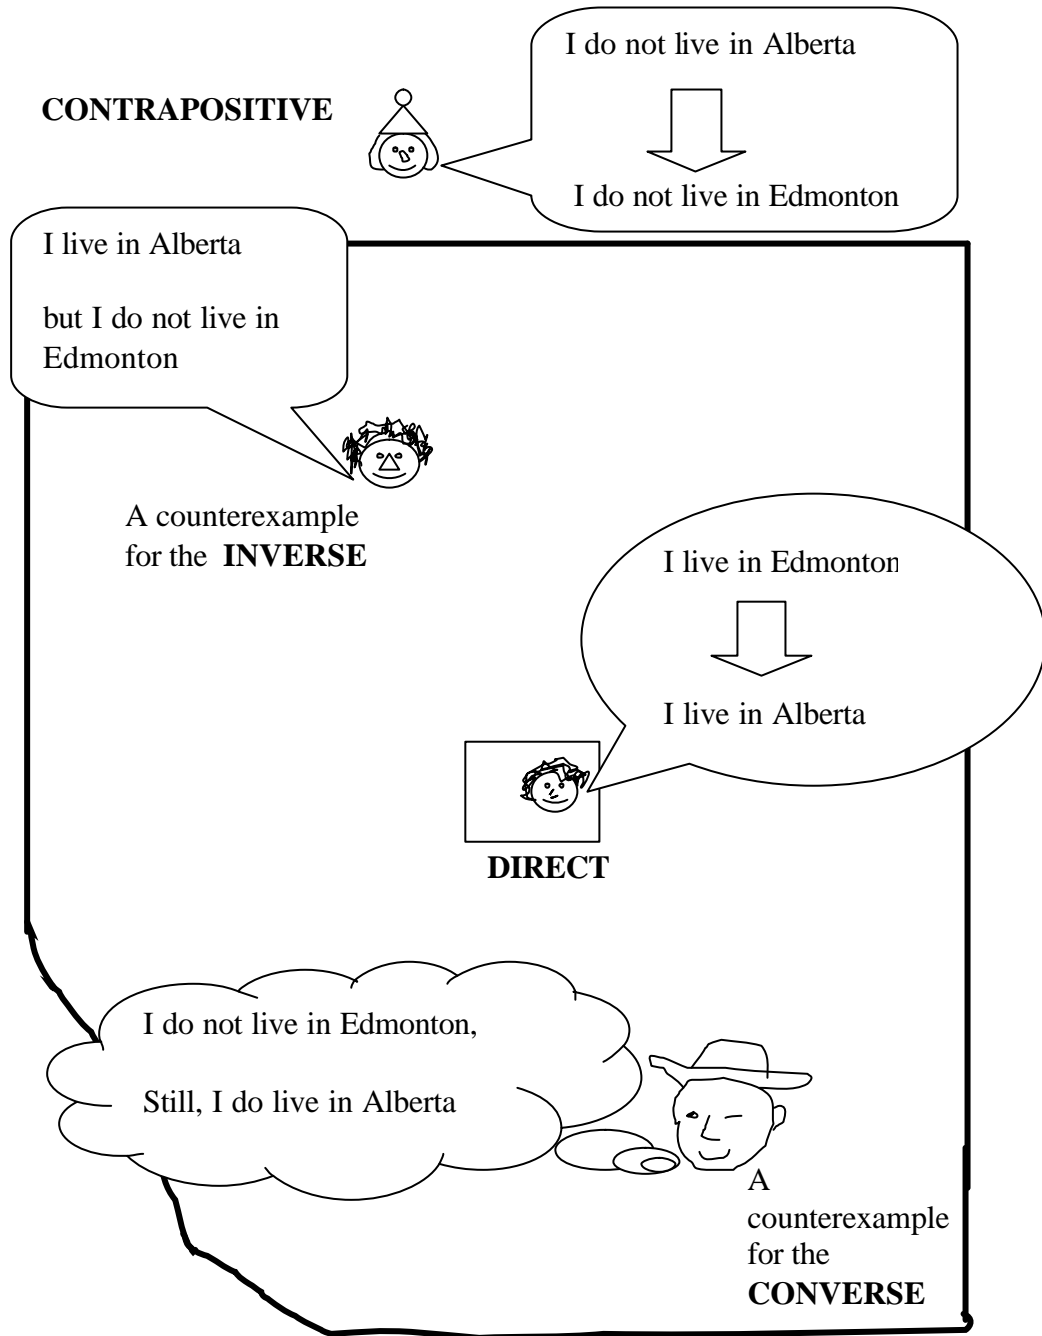 I do not live in Alberta
CONTRAPOSITIVE
I do not live in Edmonton
I live in Alberta
but I do not live in
Edmonton
A counterexample
for the INVERSE
I live in Edmonton
I live in Alberta
DIRECT
I do not live in Edmonton,
Still, I do live in Alberta
A
counterexample
for the
CONVERSE